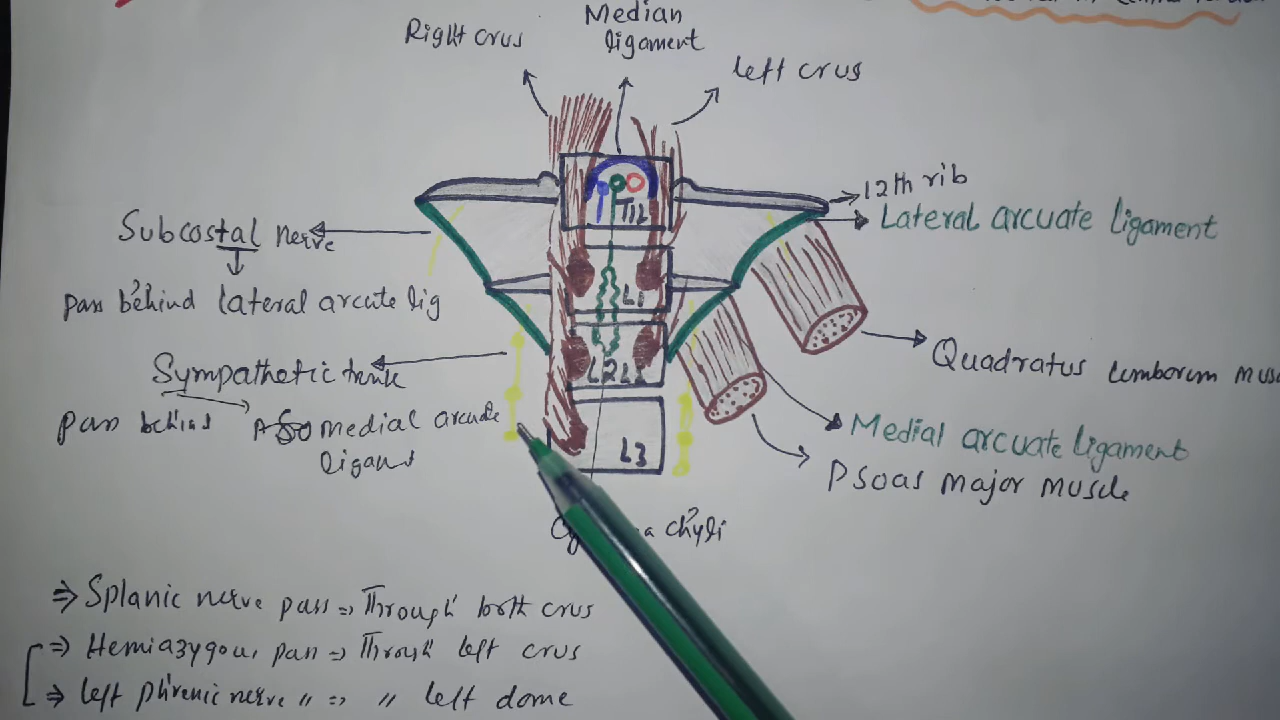 Right crus
Median
ligament
left crus
12th rib
Lateral arcuate ligament
Subcostal nerve
pass behind lateral arcute lig
T12
L1
L2
L3
Sympathetic trunk
pass behind medial arcuate
Quadratus lumborum
Medial arcuate ligament
Psoas major muscle
chyli
⇒ Splanic nerve pass ⇒ Through both crus
⇒ Hemiazygous pass ⇒ Through left crus
⇒ left phrenic nerve " ⇒ " left dome